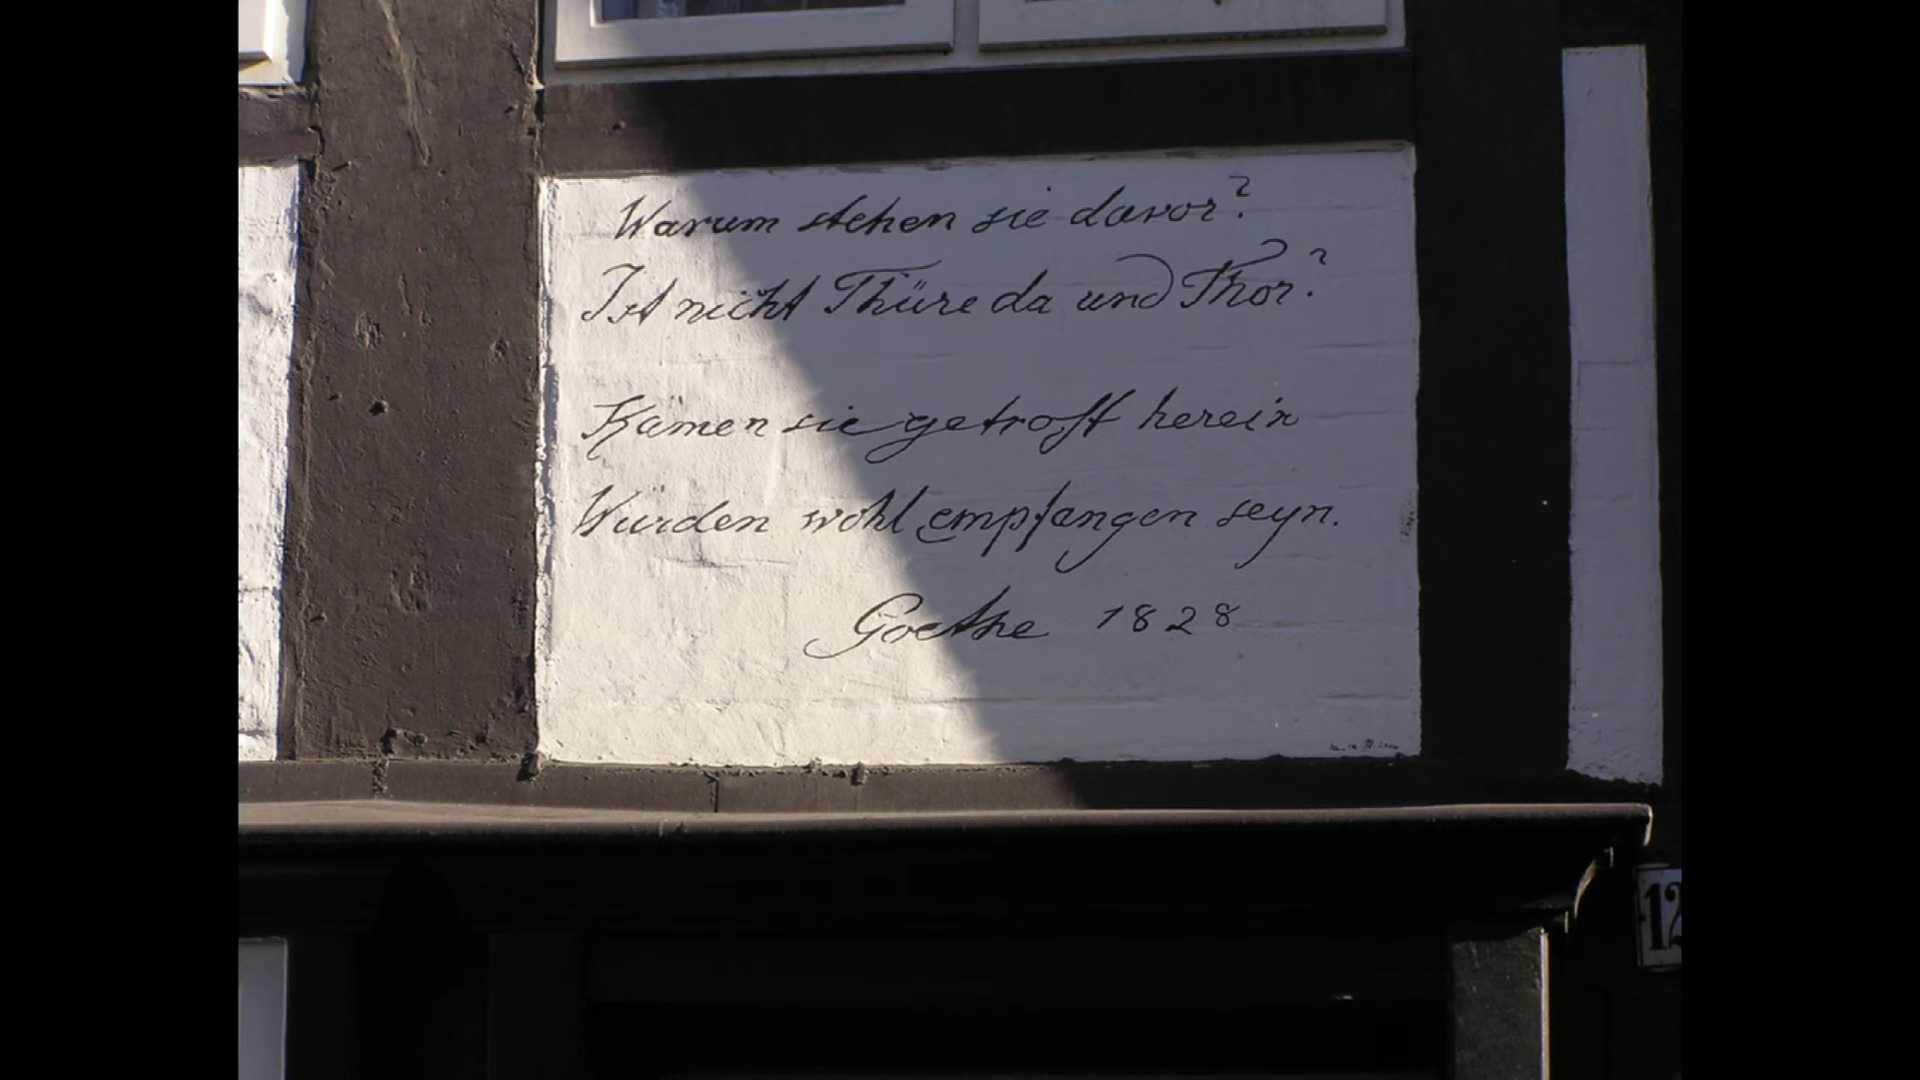 Warum stehen sie davor?
Ist nicht Thüre da und Thor?
Kämen sie getrost herein
Würden wohl empfangen seyn.
Goethe 1828
12